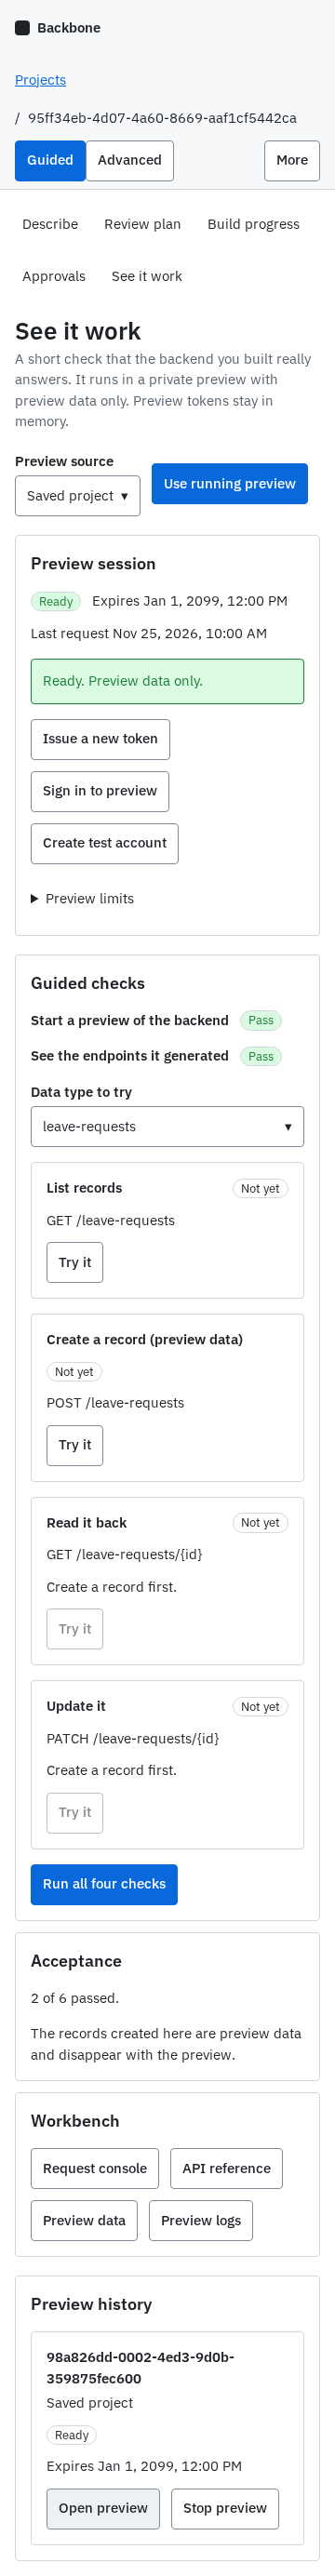 Backbone
Projects
/ 95ff34eb-4d07-4a60-8669-aaf1cf5442ca
Guided Advanced More
Describe Review plan Build progress
Approvals See it work
See it work
A short check that the backend you built really
answers. It runs in a private preview with
preview data only. Preview tokens stay in
memory.
Preview source
Saved project ▾ Use running preview
Preview session
Ready Expires Jan 1, 2099, 12:00 PM
Last request Nov 25, 2026, 10:00 AM
Ready. Preview data only.
Issue a new token
Sign in to preview
Create test account
▶ Preview limits
Guided checks
Start a preview of the backend Pass
See the endpoints it generated Pass
Data type to try
leave-requests ▾
List records Not yet
GET /leave-requests
Try it
Create a record (preview data)
Not yet
POST /leave-requests
Try it
Read it back Not yet
GET /leave-requests/{id}
Create a record first.
Try it
Update it Not yet
PATCH /leave-requests/{id}
Create a record first.
Try it
Run all four checks
Acceptance
2 of 6 passed.
The records created here are preview data
and disappear with the preview.
Workbench
Request console API reference
Preview data Preview logs
Preview history
98a826dd-0002-4ed3-9d0b-
359875fec600
Saved project
Ready
Expires Jan 1, 2099, 12:00 PM
Open preview Stop preview